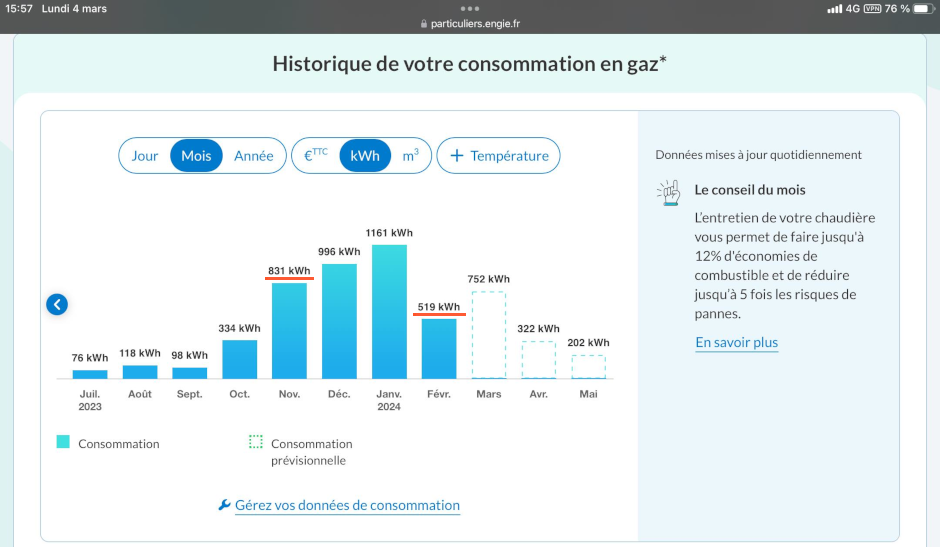 15:57 Lundi 4 mars
4G VPN 76 %
particuliers.engie.fr
Historique de votre consommation en gaz*
Jour Mois Année
€TTC kWh m³
+ Température
1161 kWh
996 kWh
831 kWh
752 kWh
519 kWh
334 kWh
322 kWh
202 kWh
118 kWh
98 kWh
76 kWh
Juil. Août Sept. Oct. Nov. Déc. Janv. Févr. Mars Avr. Mai
2023 2024
Consommation
Consommation
prévisionnelle
Gérez vos données de consommation
Données mises à jour quotidiennement
Le conseil du mois
L'entretien de votre chaudière
vous permet de faire jusqu'à
12% d'économies de
combustible et de réduire
jusqu'à 5 fois les risques de
pannes.
En savoir plus